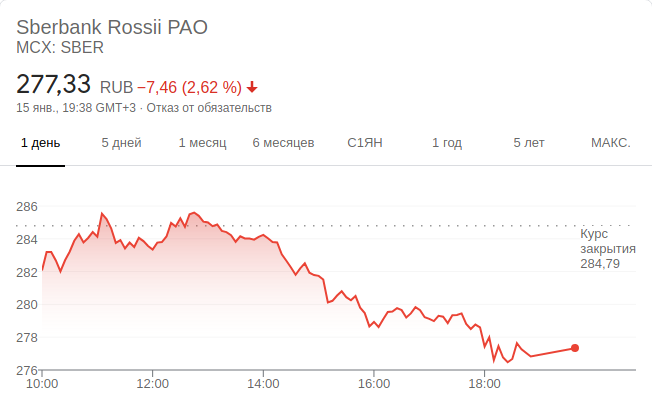 Sberbank Rossii PAO
MCX: SBER
277,33 RUB −7,46 (2,62 %)
15 янв., 19:38 GMT+3 · Отказ от обязательств
1 день 5 дней 1 месяц 6 месяцев С1ЯН 1 год 5 лет МАКС.
286
284
282
280
278
276
Курс
закрытия
284,79
10:00 12:00 14:00 16:00 18:00